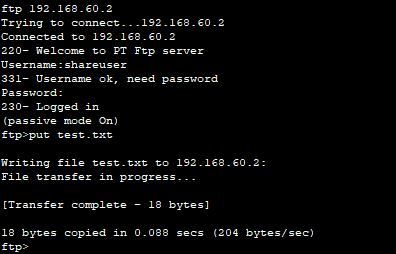 ftp 192.168.60.2
Trying to connect...192.168.60.2
Connected to 192.168.60.2
220- Welcome to PT Ftp server
Username:shareuser
331- Username ok, need password
Password:
230- Logged in
(passive mode On)
ftp>put test.txt
Writing file test.txt to 192.168.60.2:
File transfer in progress...
[Transfer complete - 18 bytes]
18 bytes copied in 0.088 secs (204 bytes/sec)
ftp>